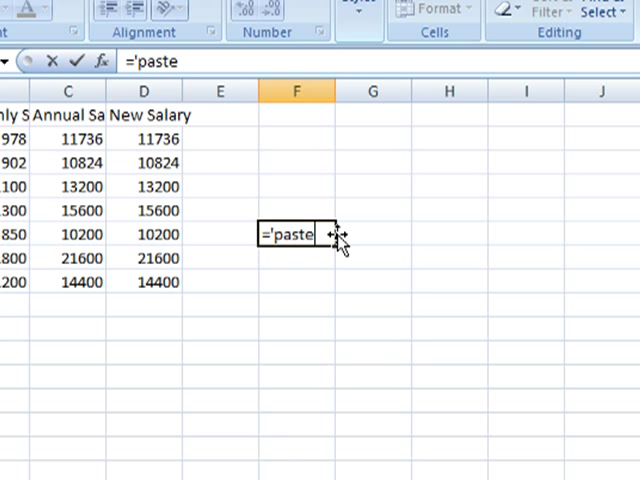 A
Format
Filter
Select
Alignment
Number
Cells
Editing
fx ='paste
C D E F G H I J
Annual Sa New Salary
978 11736 11736
902 10824 10824
100 13200 13200
300 15600 15600
850 10200 10200 ='paste
800 21600 21600
200 14400 14400